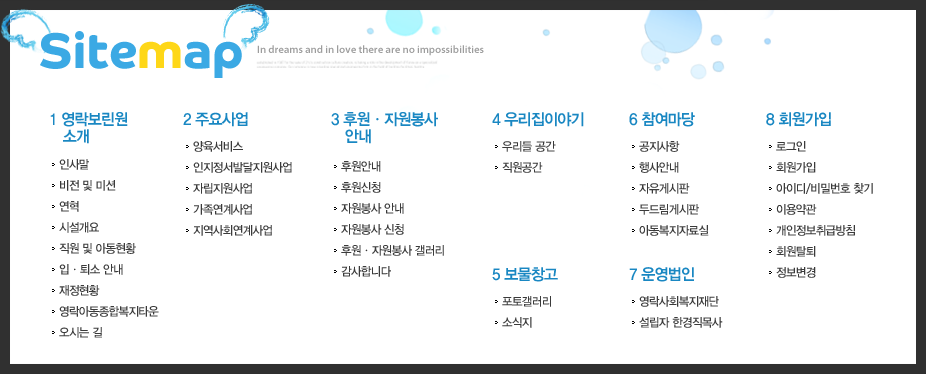 Sitemap
In dreams and in love there are no impossibilities
1 영락보린원
소개
인사말
비전 및 미션
연혁
시설개요
직원 및 아동현황
입 · 퇴소 안내
재정현황
영락아동종합복지타운
오시는 길
2 주요사업
양육서비스
인지정서발달지원사업
자립지원사업
가족연계사업
지역사회연계사업
3 후원 · 자원봉사
안내
후원안내
후원신청
자원봉사 안내
자원봉사 신청
후원 · 자원봉사 갤러리
감사합니다
4 우리집이야기
우리들 공간
직원공간
5 보물창고
포토갤러리
소식지
6 참여마당
공지사항
행사안내
자유게시판
두드림게시판
아동복지자료실
7 운영법인
영락사회복지재단
설립자 한경직목사
8 회원가입
로그인
회원가입
아이디/비밀번호 찾기
이용약관
개인정보취급방침
회원탈퇴
정보변경